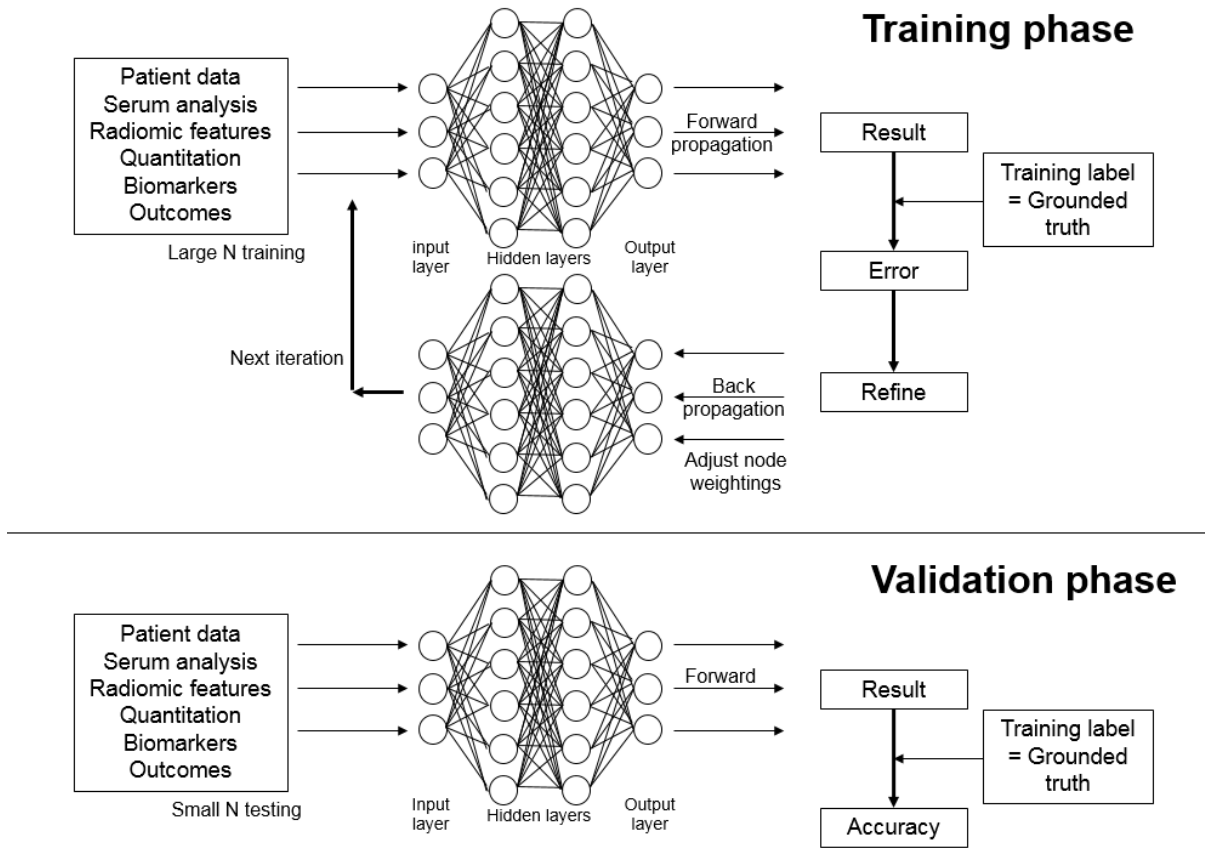 Training phase
Patient data
Serum analysis
Radiomic features
Quantitation
Biomarkers
Outcomes
Large N training
input
layer
Hidden layers
Output
layer
Forward
propagation
Result
Training label
= Grounded
truth
Error
Refine
Back
propagation
Adjust node
weightings
Next iteration
Validation phase
Patient data
Serum analysis
Radiomic features
Quantitation
Biomarkers
Outcomes
Small N testing
Input
layer
Hidden layers
Output
layer
Forward
Result
Training label
= Grounded
truth
Accuracy